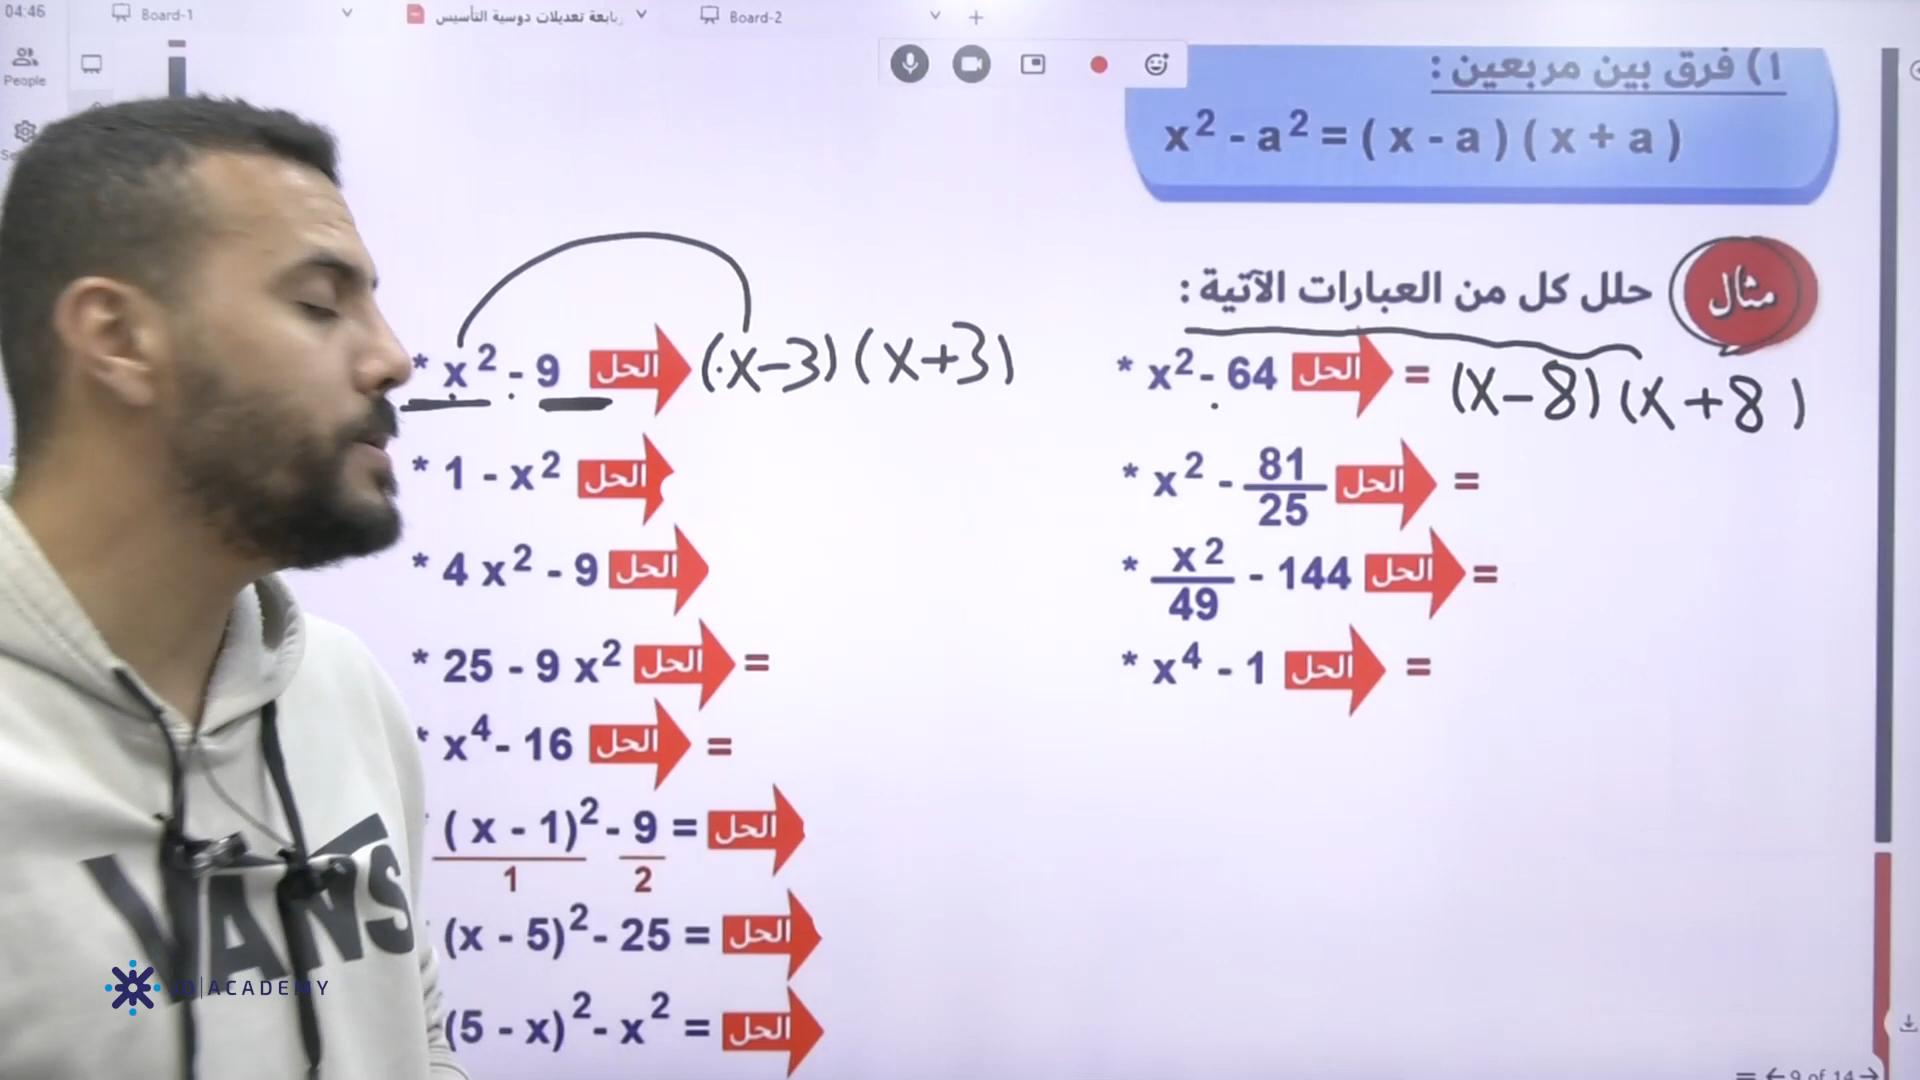 04:46
Board-1
رابعة تعديلات دوسية التأسيس
Board-2
People
١) فرق بين مربعين :
x² - a² = ( x - a ) ( x + a )
مثال
حلل كل من العبارات الآتية :
* x² - 9 الحل (x-3) (x+3)
* x² - 64 الحل = (x-8) (x+8)
* 1 - x² الحل
* x² - 81/25 الحل =
* 4 x² - 9 الحل
* x²/49 - 144 الحل =
* 25 - 9 x² الحل =
* x⁴ - 1 الحل =
* x⁴ - 16 الحل =
( x - 1)² - 9 = الحل
1 2
(x - 5)² - 25 = الحل
(5 - x)² - x² = الحل
VANS
JO|ACADEMY
9 of 14